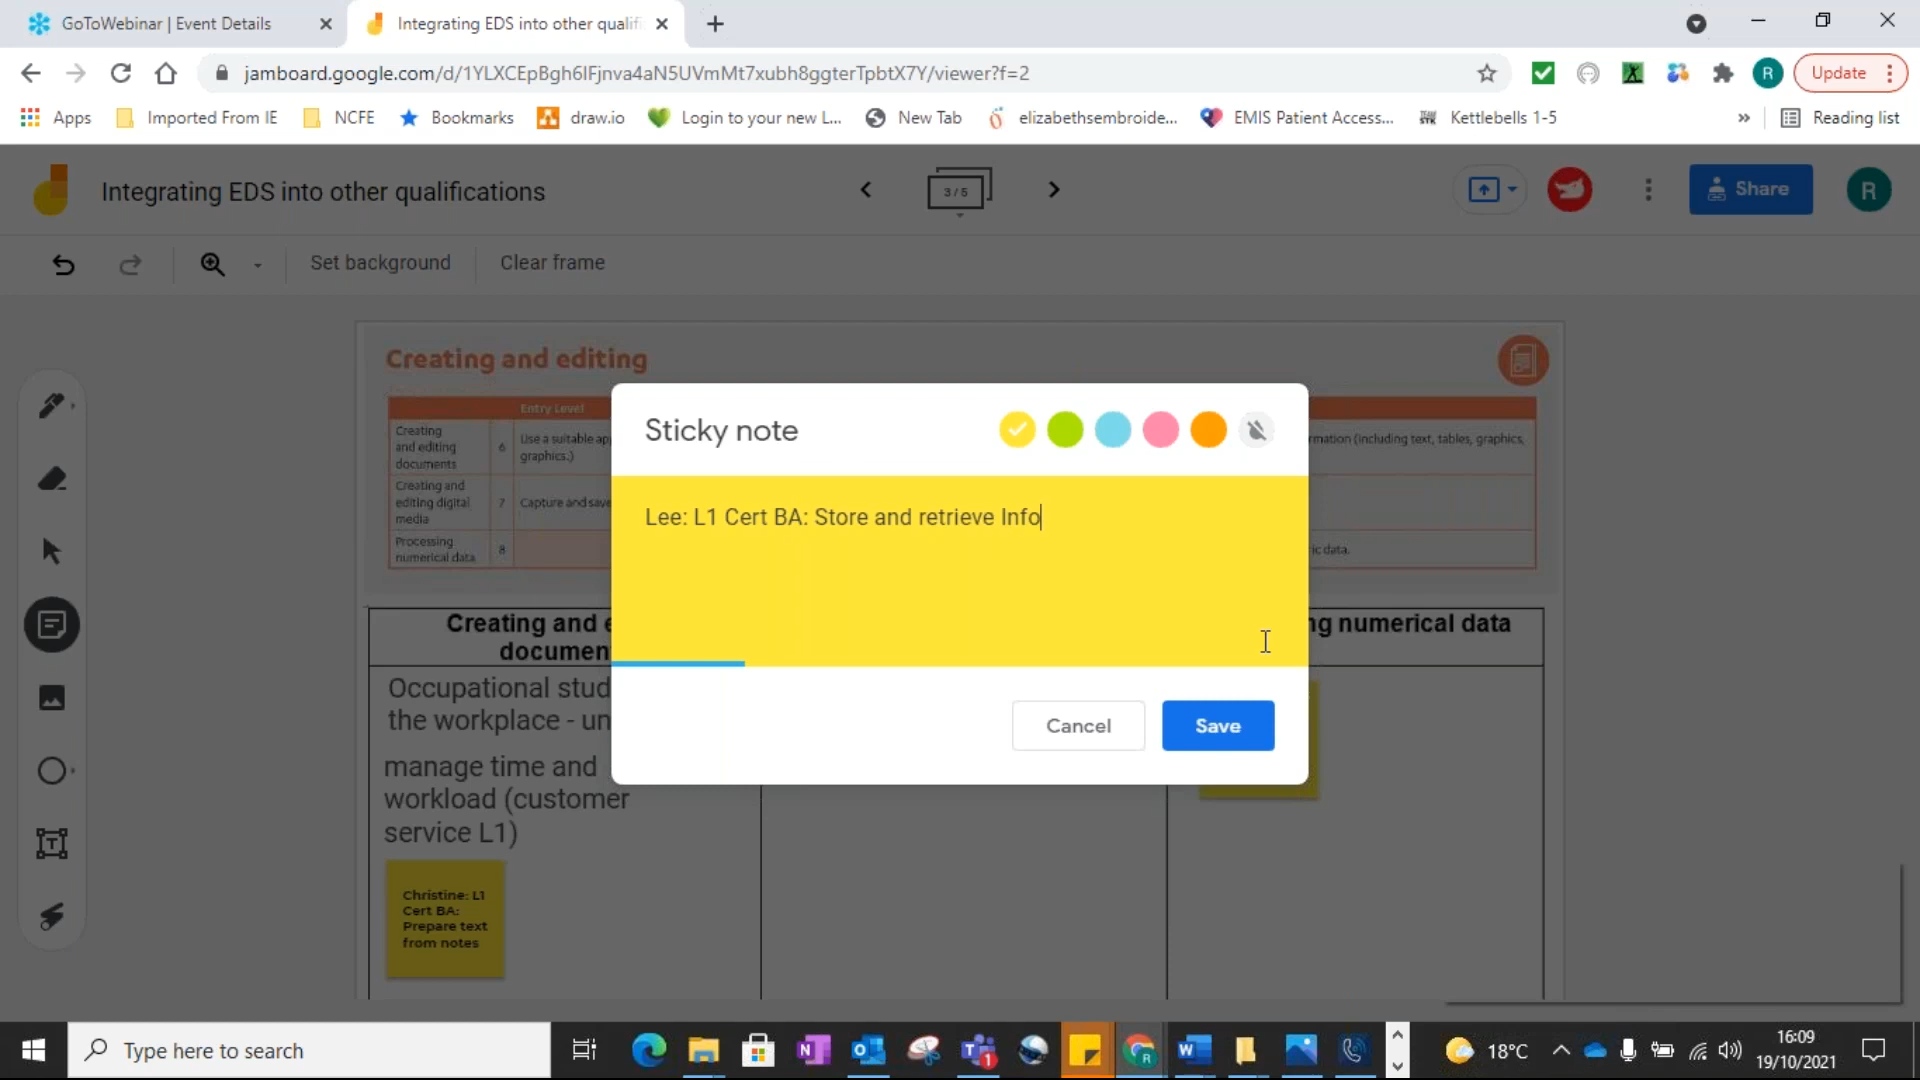 GoToWebinar | Event Details
Integrating EDS into other qualifi
jamboard.google.com/d/1YLXCEpBgh6IFjnva4aN5UVmMt7xubh8ggterTpbtX7Y/viewer?f=2
R
Update
Apps
Imported From IE
NCFE
Bookmarks
draw.io
Login to your new L...
New Tab
elizabethsembroide...
EMIS Patient Access...
Kettlebells 1-5
»
Reading list
Integrating EDS into other qualifications
3 / 5
Share
R
Set background
Clear frame
Creating and editing
Entry Level
Creating
and editing
documents
6
Use a suitable
graphics.)
rmation (including text, tables, graphics,
Creating and
editing digital
media
7
Capture and save
Processing
numerical data
8
ic data.
Sticky note
Lee: L1 Cert BA: Store and retrieve Info
Cancel
Save
Creating and
documen
ng numerical data
Occupational stud
the workplace - un
manage time and
workload (customer
service L1)
Christine: L1
Cert BA:
Prepare text
from notes
Type here to search
18°C
16:09
19/10/2021